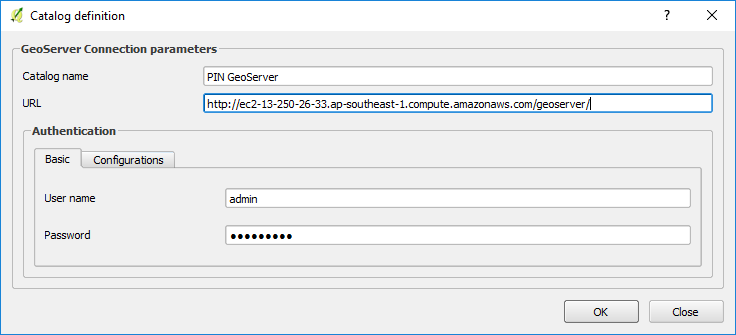 Catalog definition
GeoServer Connection parameters
Catalog name PIN GeoServer
URL http://ec2-13-250-26-33.ap-southeast-1.compute.amazonaws.com/geoserver/
Authentication
Basic Configurations
User name admin
Password ●●●●●●●●●
OK Close